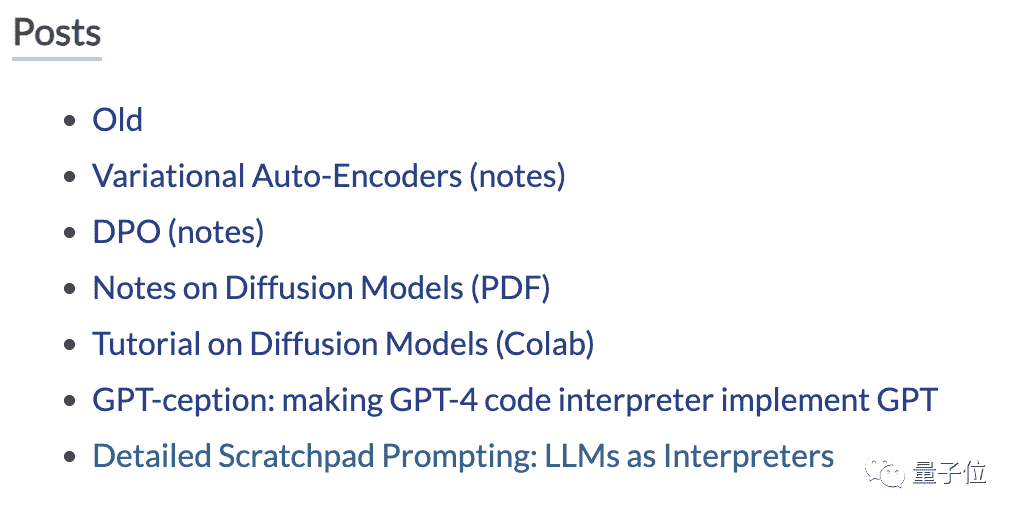 Posts
Old
Variational Auto-Encoders (notes)
DPO (notes)
Notes on Diffusion Models (PDF)
Tutorial on Diffusion Models (Colab)
GPT-ception: making GPT-4 code interpreter implement GPT
Detailed Scratchpad Prompting: LLMs as Interpreters
量子位